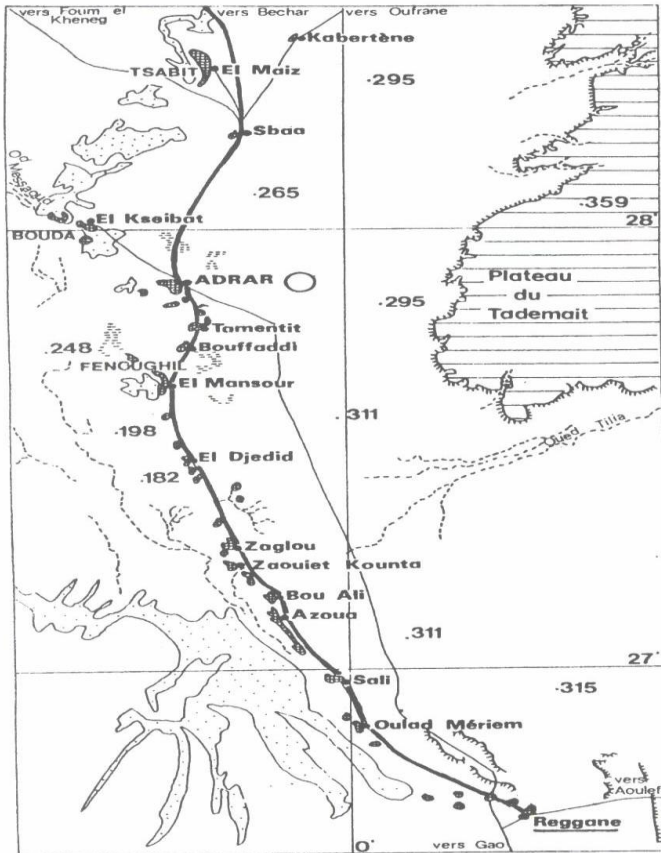 vers Foum el
Kheneg
vers Bechar
vers Oufrane
Kabertène
TSABIT
El Maiz
.295
Sbaa
.265
.359
Od Nessaoud
El Kseibat
28°
BOUDA
ADRAR
Plateau
du
Tademait
.295
Tamentit
.248
Bouffaddi
FENOUGHIL
El Mansour
.311
.198
Oued Tilia
El Djedid
.182
Zaglou
Zaouiet Kounta
Bou Ali
Azoua
.311
27°
Sali
.315
Oulad Mériem
vers
Aoulef
Reggane
0°
vers Gao